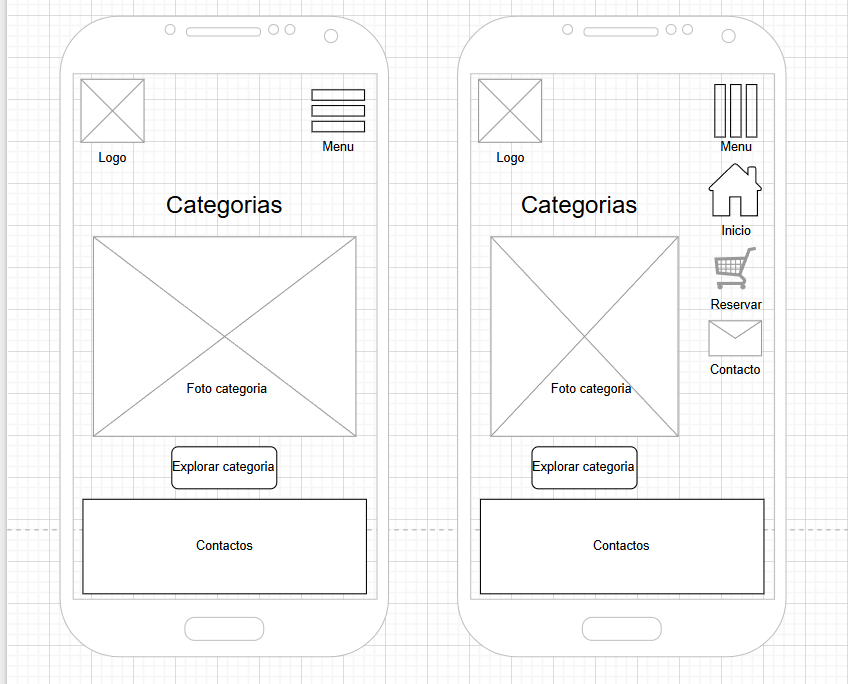 Logo
Menu
Categorias
Foto categoria
Explorar categoria
Contactos
Logo
Menu
Inicio
Categorias
Reservar
Contacto
Foto categoria
Explorar categoria
Contactos